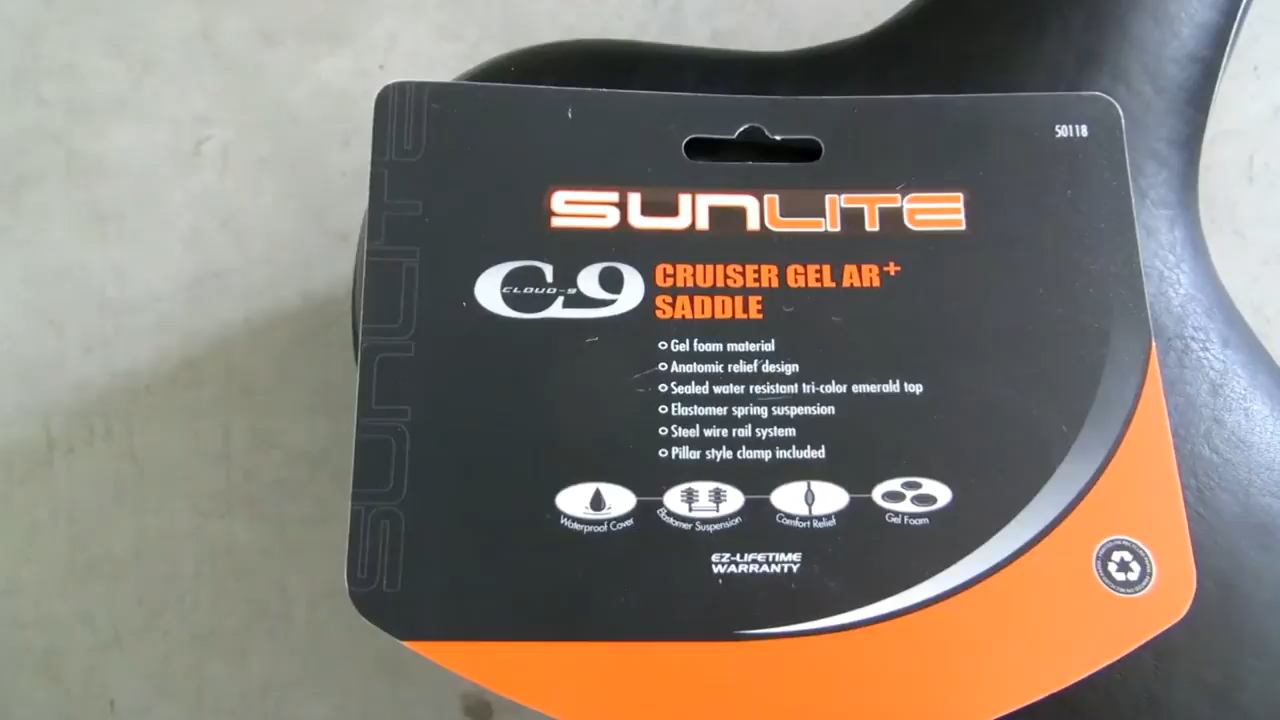 50118
SUNLITE
SUNLITE
C9
CLOUD-9
CRUISER GEL AR+
SADDLE
Gel foam material
Anatomic relief design
Sealed water resistant tri-color emerald top
Elastomer spring suspension
Steel wire rail system
Pillar style clamp included
Waterproof Cover
Elastomer Suspension
Comfort Relief
Gel Foam
EZ-LIFETIME
WARRANTY